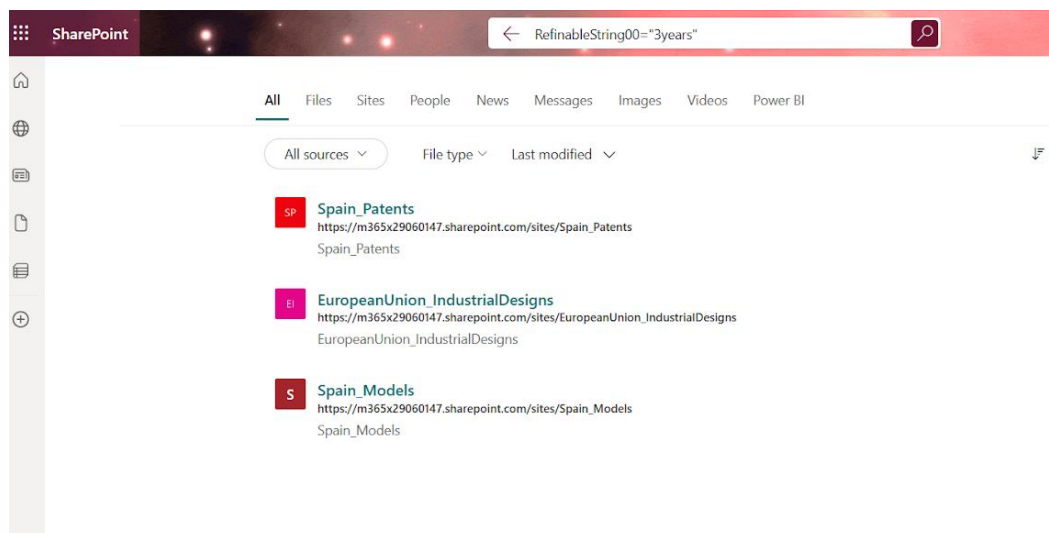 SharePoint
RefinableString00="3years"
All Files Sites People News Messages Images Videos Power BI
All sources File type Last modified
SP
Spain_Patents
https://m365x29060147.sharepoint.com/sites/Spain_Patents
Spain_Patents
EI
EuropeanUnion_IndustrialDesigns
https://m365x29060147.sharepoint.com/sites/EuropeanUnion_IndustrialDesigns
EuropeanUnion_IndustrialDesigns
S
Spain_Models
https://m365x29060147.sharepoint.com/sites/Spain_Models
Spain_Models